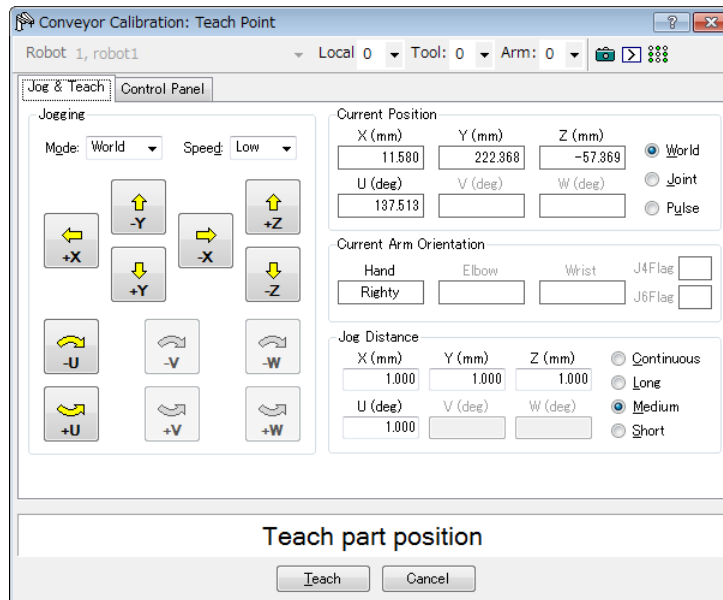 Conveyor Calibration: Teach Point
Robot 1, robot1 Local 0 Tool: 0 Arm: 0
Jog & Teach Control Panel
Jogging
Mode: World Speed: Low
-Y
+Z
+X
-X
+Y
-Z
-U -V -W
+U +V +W
Current Position
X (mm) Y (mm) Z (mm)
11.580 222.368 -57.369
U (deg) V (deg) W (deg)
137.513
World
Joint
Pulse
Current Arm Orientation
Hand Elbow Wrist J4Flag
Righty J6Flag
Jog Distance
X (mm) Y (mm) Z (mm)
1.000 1.000 1.000
U (deg) V (deg) W (deg)
1.000
Continuous
Long
Medium
Short
Teach part position
Teach Cancel